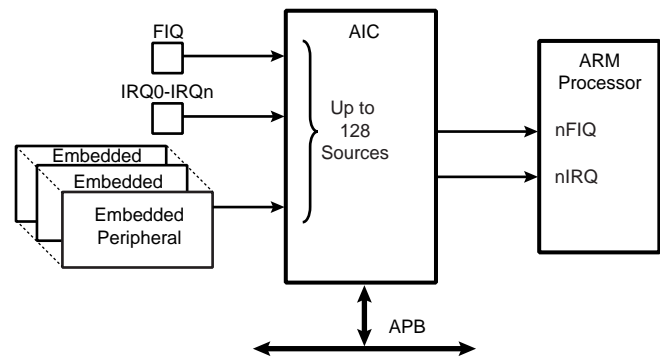 FIQ
IRQ0-IRQn
Embedded
Embedded
Embedded
Peripheral
AIC
Up to
128
Sources
ARM
Processor
nFIQ
nIRQ
APB